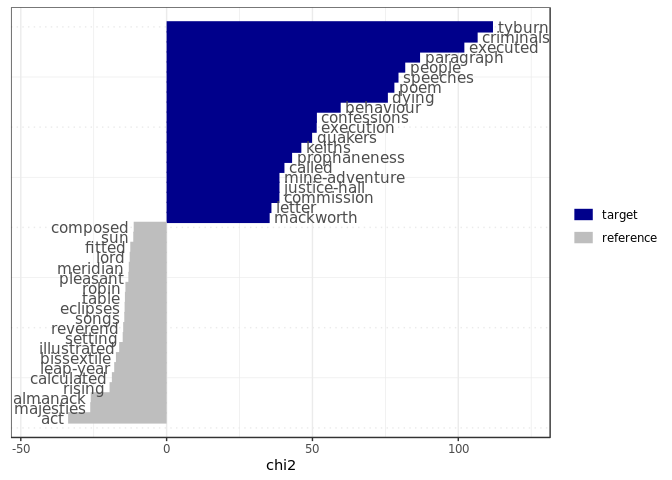 tyburn
criminals
executed
paragraph
people
speeches
poem
dying
behaviour
confessions
execution
quakers
keiths
prophaneness
called
mine-adventure
justice-hall
commission
letter
mackworth
composed
sun
fitted
lord
meridian
pleasant
robin
table
eclipses
songs
reverend
setting
illustrated
bissextile
leap-year
calculated
rising
almanack
majesties
act
target
reference
-50 0 50 100
chi2